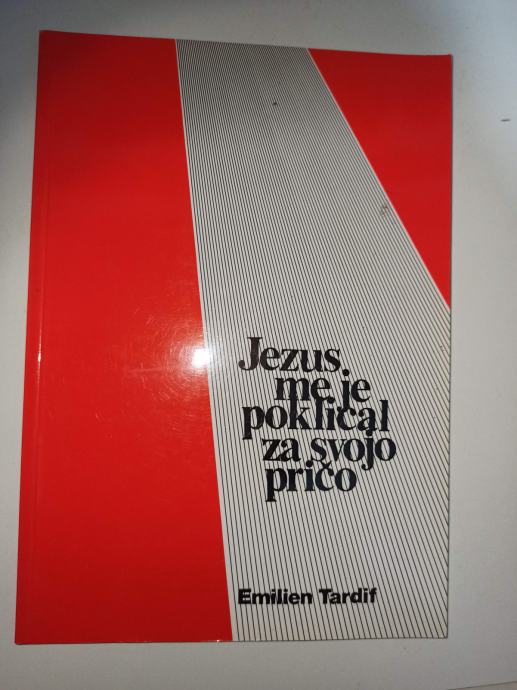 Jezus
me je
poklical
za svojo
pričo
Emilien Tardif